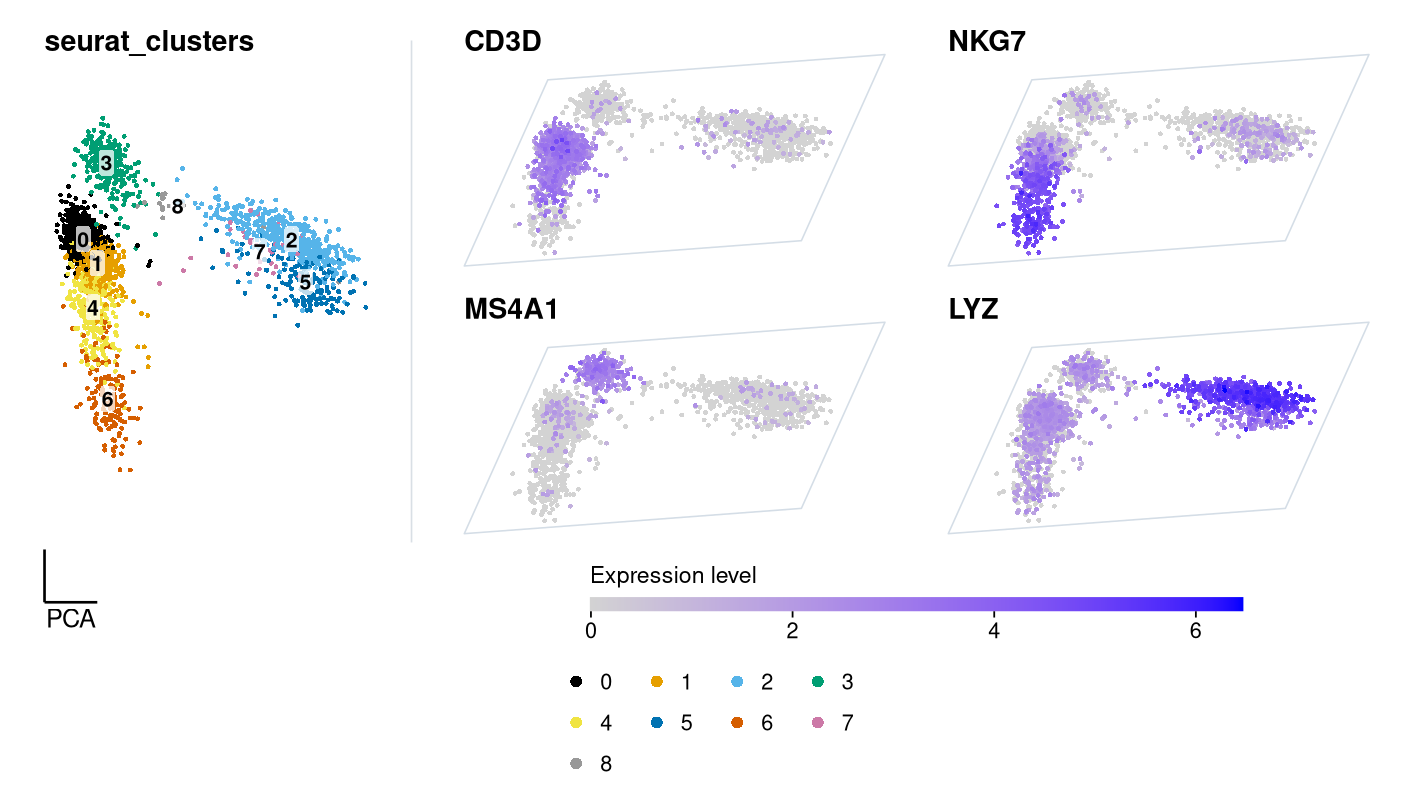 seurat_clusters
3
8
0
2
7
1
5
4
6
PCA
CD3D
NKG7
MS4A1
LYZ
Expression level
0 2 4 6
0 1 2 3
4 5 6 7
8